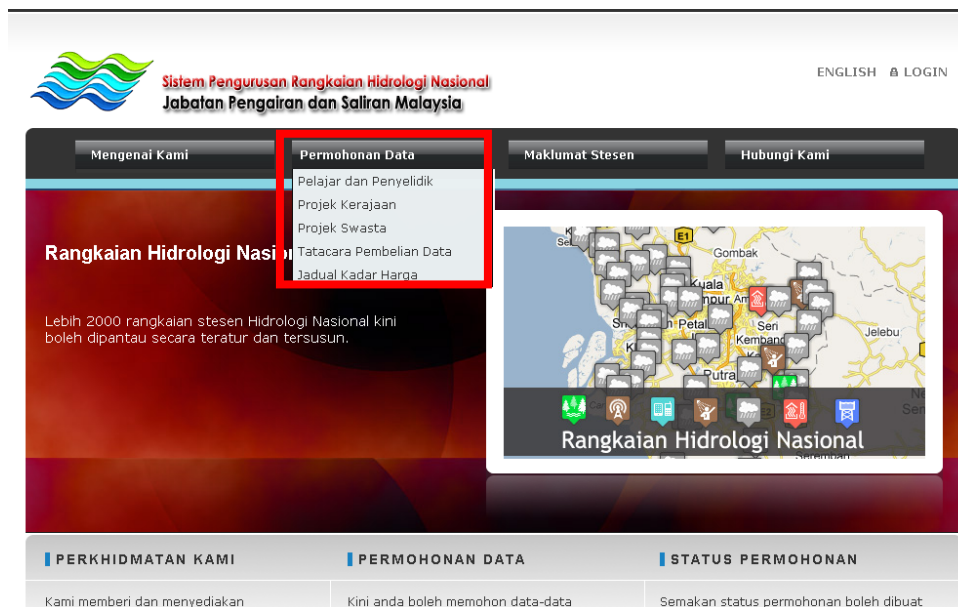 ENGLISH LOGIN
Sistem Pengurusan Rangkaian Hidrologi Nasional
Jabatan Pengairan dan Saliran Malaysia
Mengenai Kami
Permohonan Data
Maklumat Stesen
Hubungi Kami
Pelajar dan Penyelidik
Projek Kerajaan
Projek Swasta
Tatacara Pembelian Data
Jadual Kadar Harga
Rangkaian Hidrologi
Lebih 2000 rangkaian stesen Hidrologi Nasional kini
boleh dipantau secara teratur dan tersusun.
E1
Gombak
Kuala
Petal
Seri
Kembang
Jelebu
Putra
Rangkaian Hidrologi Nasional
Seremban
PERKHIDMATAN KAMI
PERMOHONAN DATA
STATUS PERMOHONAN
Kami memberi dan menyediakan
Kini anda boleh memohon data-data
Semakan status permohonan boleh dibuat